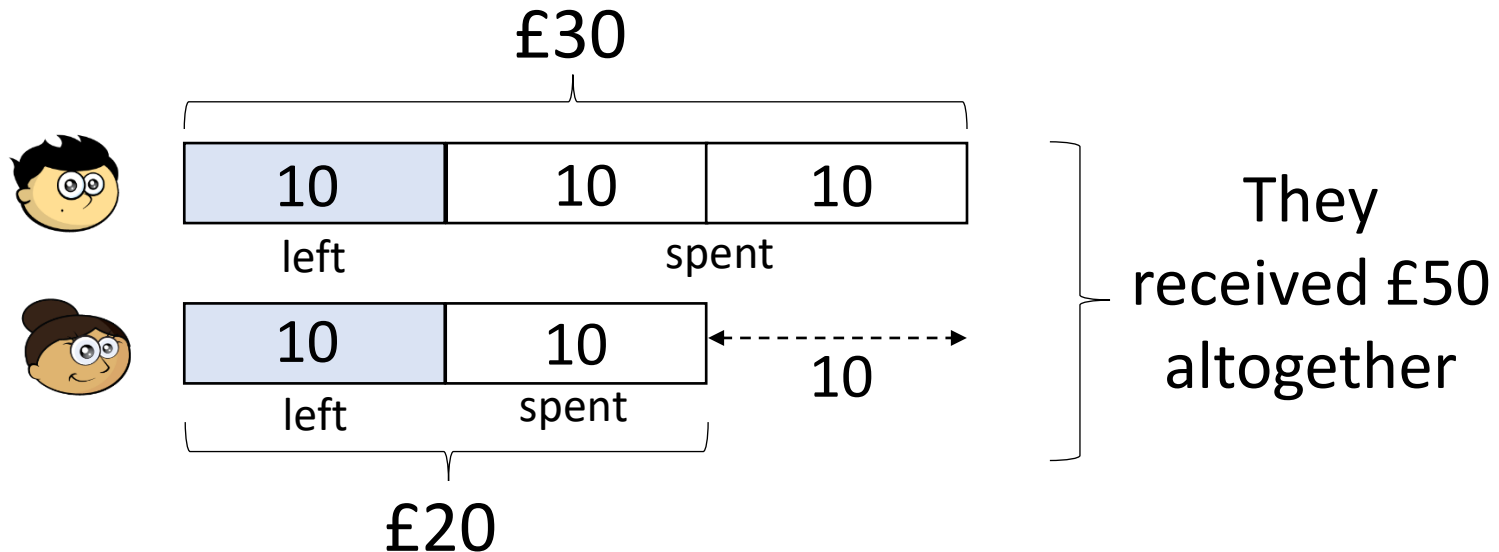 £30
10 10 10
left spent
10 10
10
left spent
£20
They
received £50
altogether